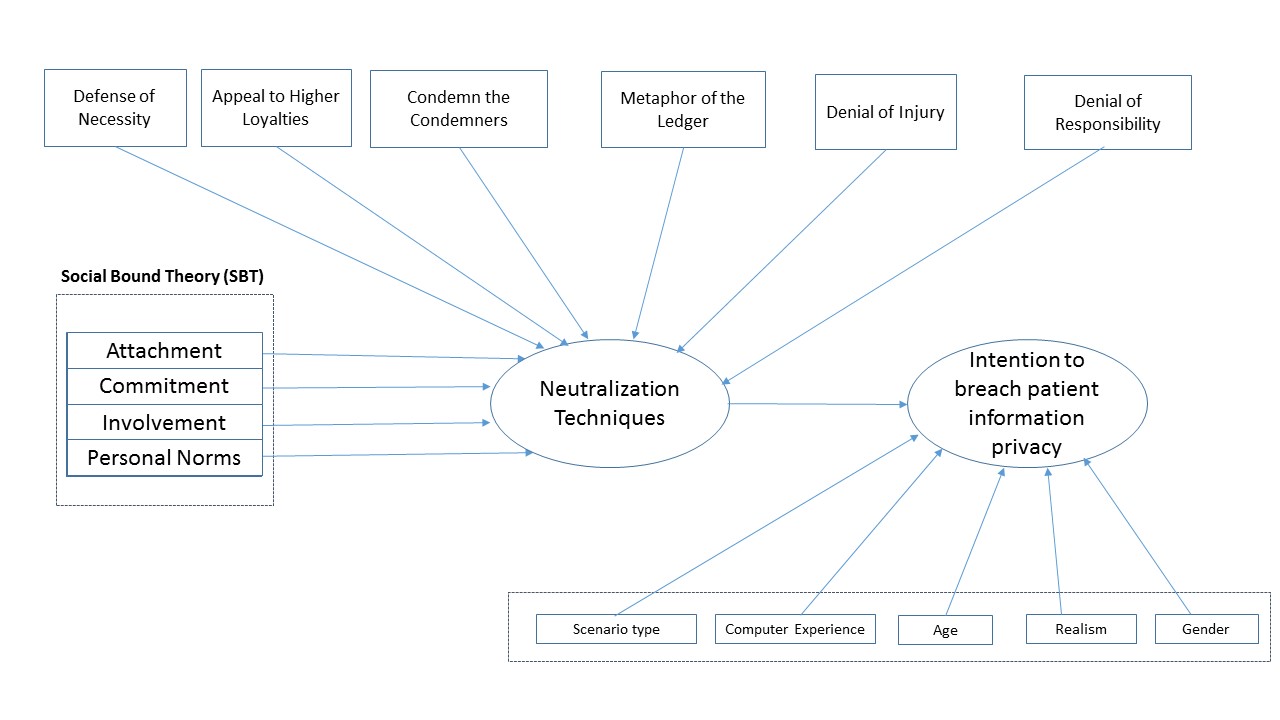 Defense of
Necessity
Appeal to Higher
Loyalties
Condemn the
Condemners
Metaphor of the
Ledger
Denial of Injury
Denial of
Responsibility
Social Bound Theory (SBT)
Attachment
Commitment
Involvement
Personal Norms
Neutralization
Techniques
Intention to
breach patient
information
privacy
Scenario type
Computer Experience
Age
Realism
Gender